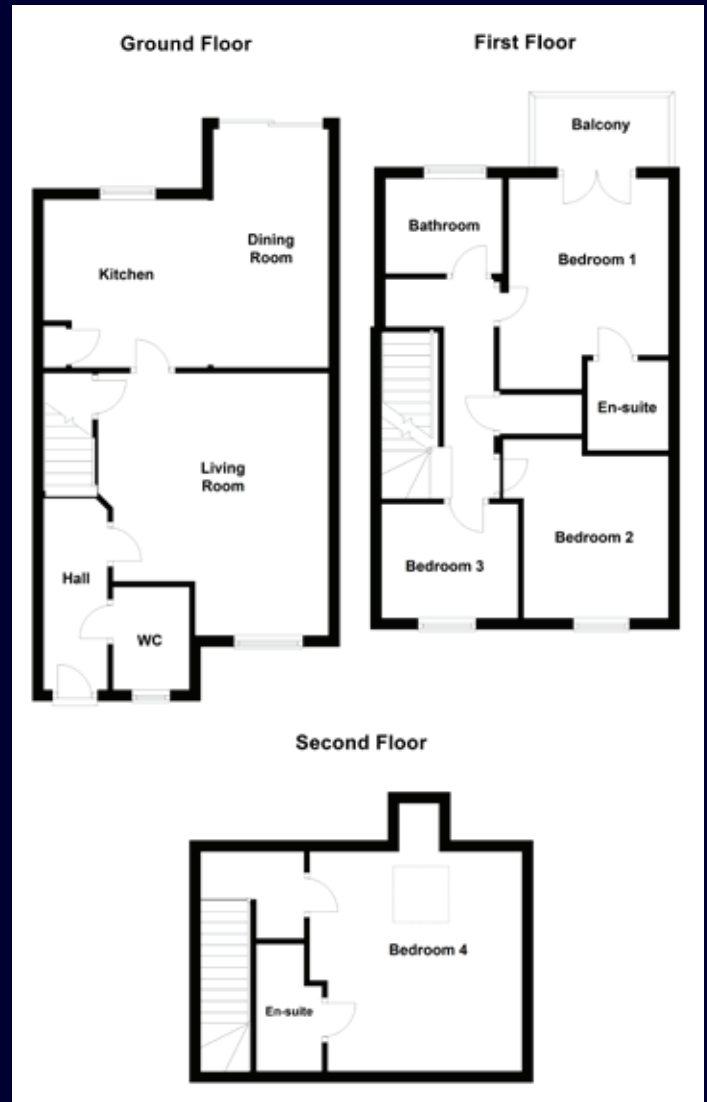 Ground Floor
Dining
Room
Kitchen
Living
Room
Hall
WC
First Floor
Balcony
Bathroom
Bedroom 1
En-suite
Bedroom 2
Bedroom 3
Second Floor
Bedroom 4
En-suite